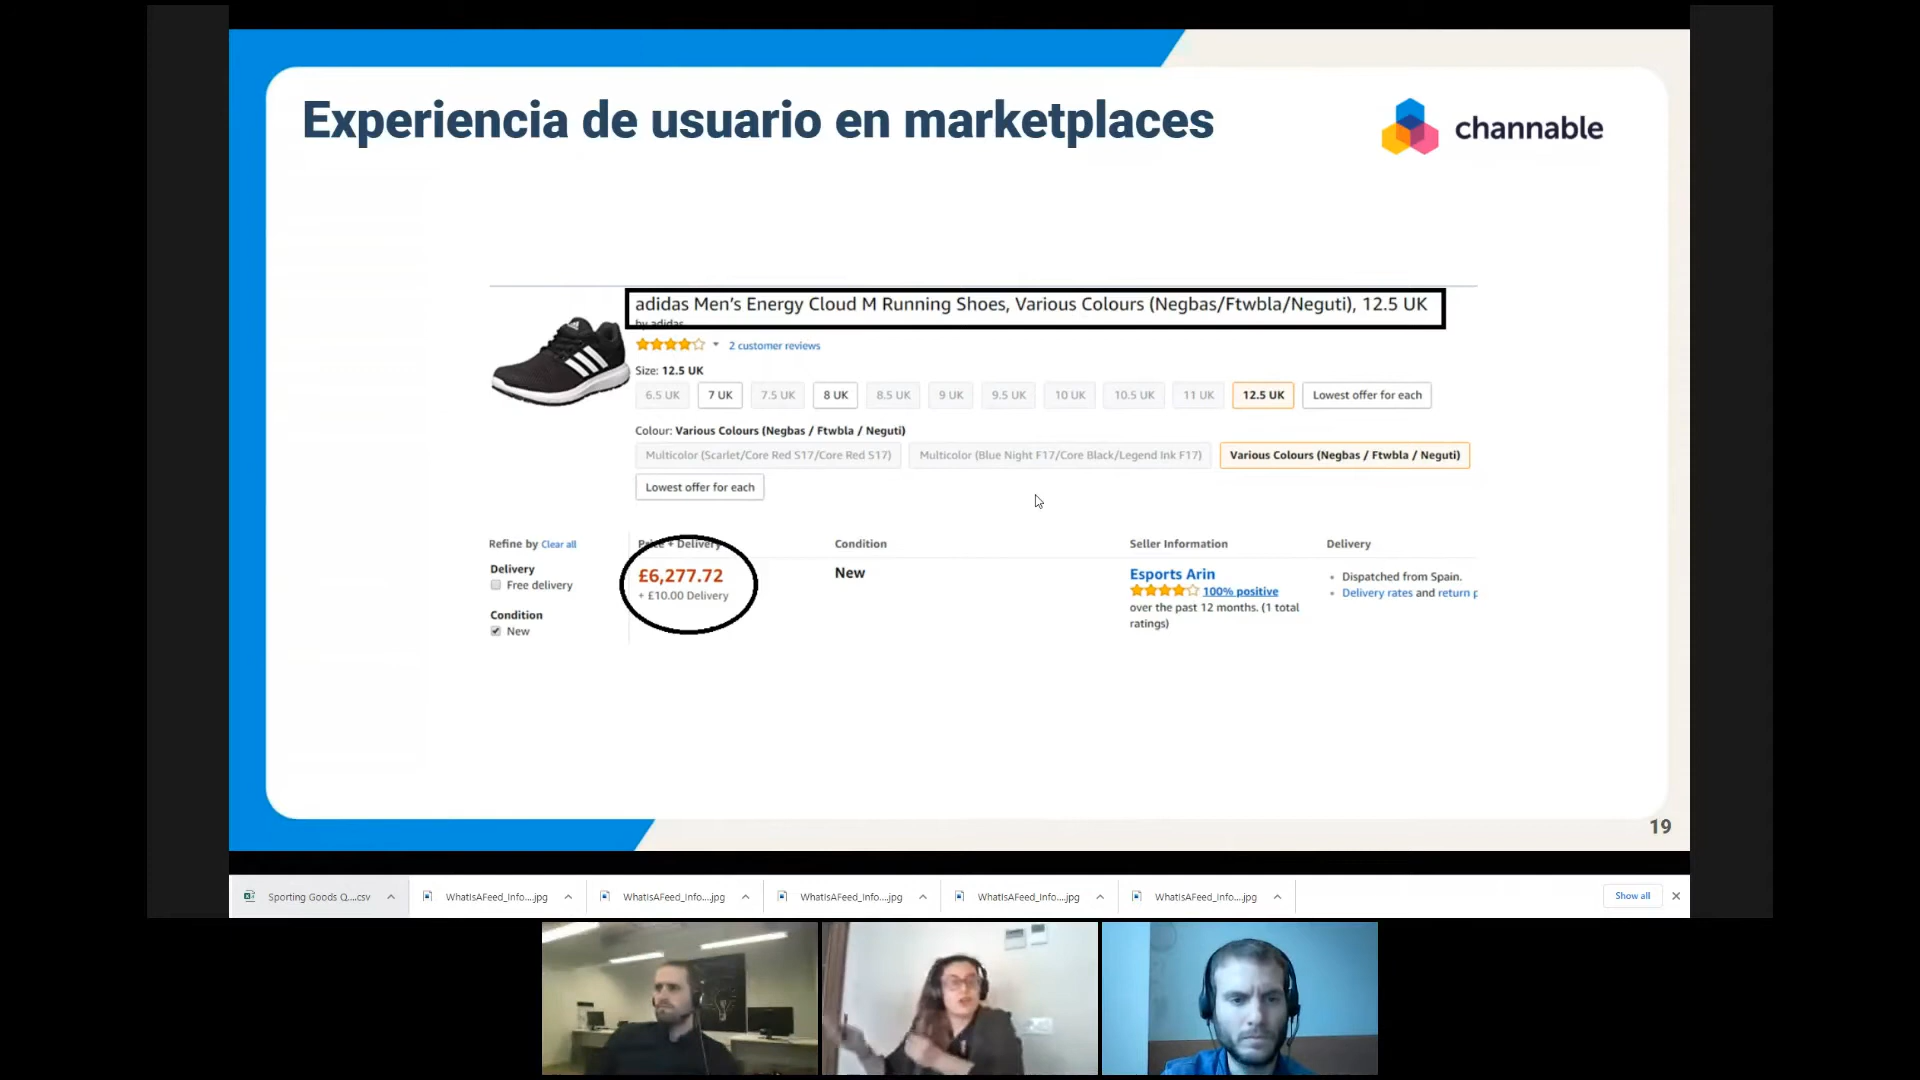 Experiencia de usuario en marketplaces
channable
adidas Men's Energy Cloud M Running Shoes, Various Colours (Negbas/Ftwbla/Neguti), 12.5 UK
by adidas
2 customer reviews
Size: 12.5 UK
6.5 UK 7 UK 7.5 UK 8 UK 8.5 UK 9 UK 9.5 UK 10 UK 10.5 UK 11 UK 12.5 UK Lowest offer for each
Colour: Various Colours (Negbas / Ftwbla / Neguti)
Multicolor (Scarlet/Core Red S17/Core Red S17) Multicolor (Blue Night F17/Core Black/Legend Ink F17) Various Colours (Negbas / Ftwbla / Neguti)
Lowest offer for each
Refine by Clear all Price + Delivery Condition Seller Information Delivery
Delivery
Free delivery
Condition
New
£6,277.72
+ £10.00 Delivery
New
Esports Arin
100% positive
over the past 12 months. (1 total
ratings)
Dispatched from Spain.
Delivery rates and return p
19
Sporting Goods Q....csv WhatIsAFeed_Info....jpg WhatIsAFeed_Info....jpg WhatIsAFeed_Info....jpg WhatIsAFeed_Info....jpg WhatIsAFeed_Info....jpg Show all